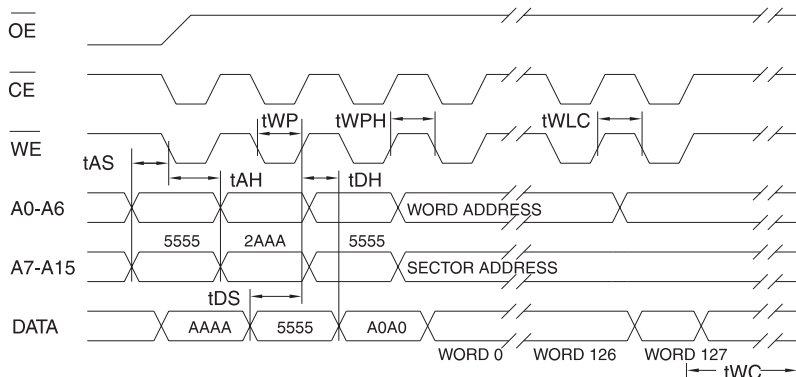 OE
CE
tWP tWPH tWLC
WE
tAS
tAH tDH
A0-A6 WORD ADDRESS
5555 2AAA 5555
A7-A15 SECTOR ADDRESS
tDS
DATA AAAA 5555 A0A0
WORD 0 WORD 126 WORD 127
tWC